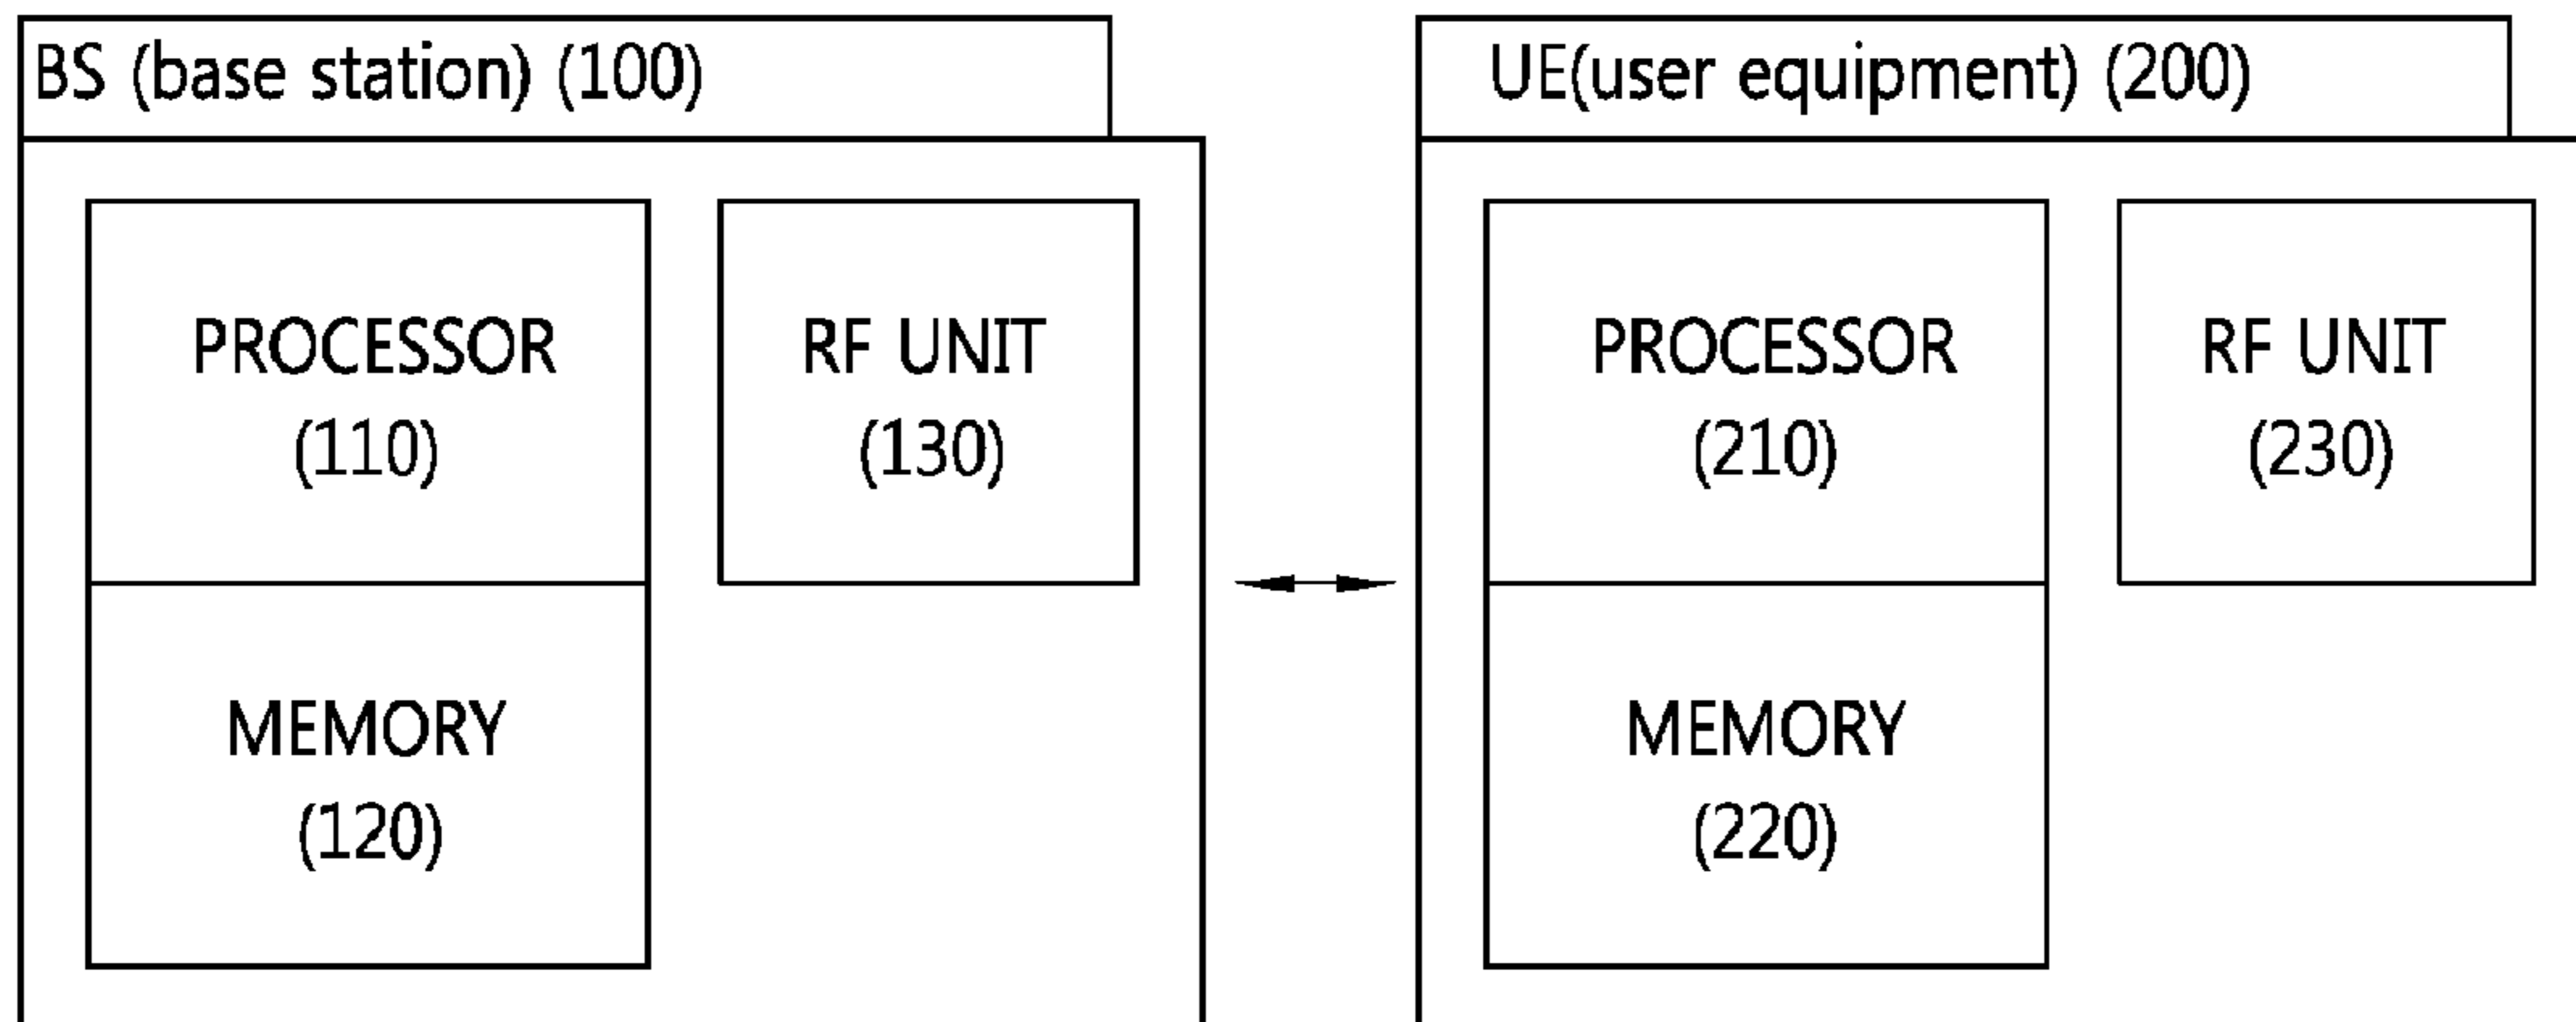 BS (base station) (100)
PROCESSOR
(110)
RF UNIT
(130)
MEMORY
(120)
UE(user equipment) (200)
PROCESSOR
(210)
RF UNIT
(230)
MEMORY
(220)